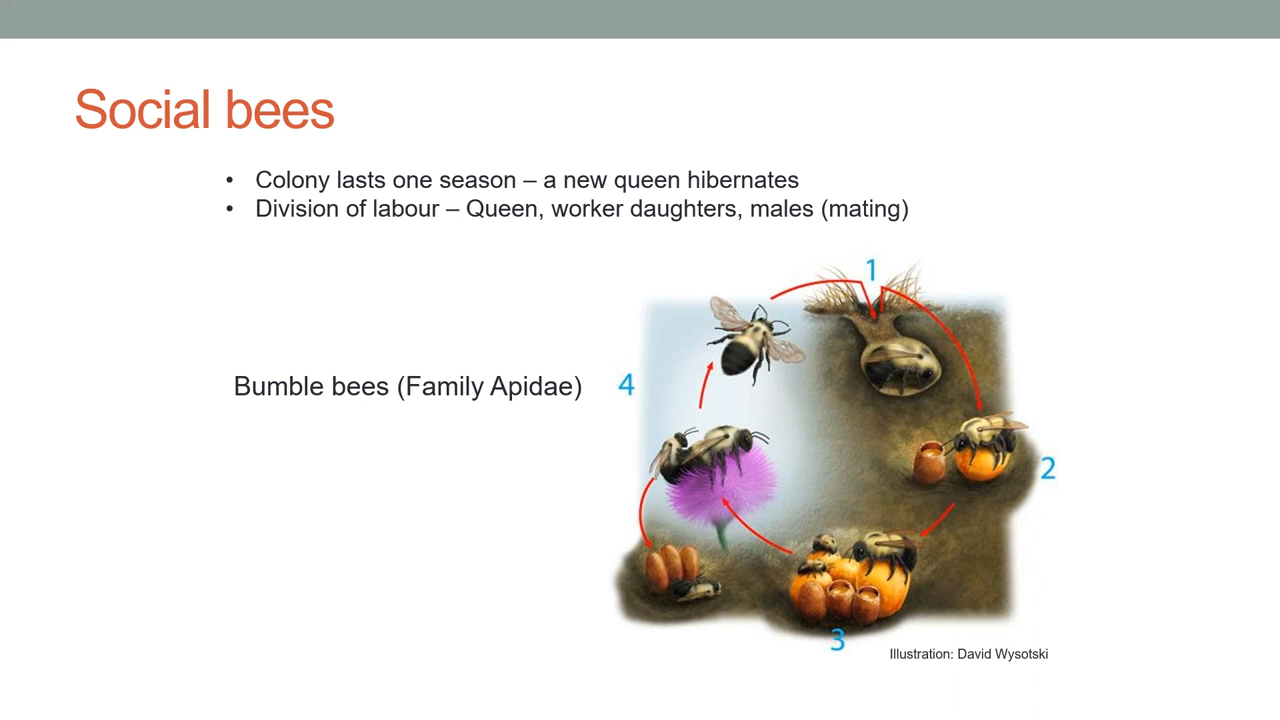 Social bees
• Colony lasts one season – a new queen hibernates
• Division of labour – Queen, worker daughters, males (mating)
1
Bumble bees (Family Apidae)
4
2
3
Illustration: David Wysotski